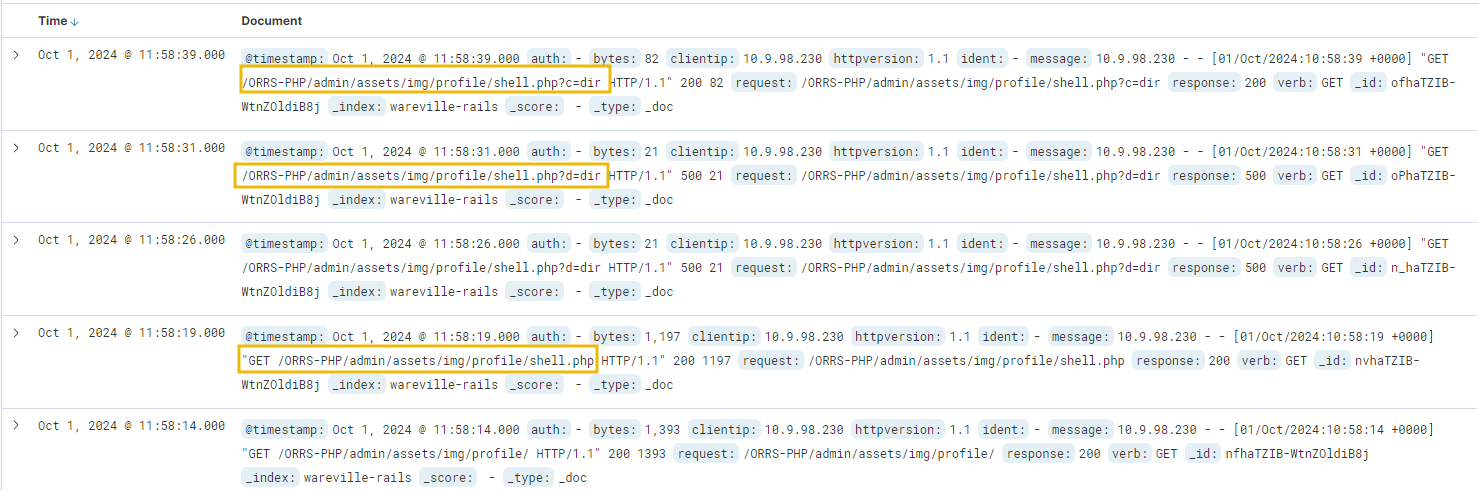 Time↓ Document
Oct 1, 2024 @ 11:58:39.000 @timestamp: Oct 1, 2024 @ 11:58:39.000 auth: - bytes: 82 clientip: 10.9.98.230 httpversion: 1.1 ident: - message: 10.9.98.230 - - [01/Oct/2024:10:58:39 +0000] "GET
/ORRS-PHP/admin/assets/img/profile/shell.php?c=dir HTTP/1.1" 200 82 request: /ORRS-PHP/admin/assets/img/profile/shell.php?c=dir response: 200 verb: GET _id: ofhaTZIB-
WtnZOldiB8j _index: wareville-rails _score: - _type: _doc
Oct 1, 2024 @ 11:58:31.000 @timestamp: Oct 1, 2024 @ 11:58:31.000 auth: - bytes: 21 clientip: 10.9.98.230 httpversion: 1.1 ident: - message: 10.9.98.230 - - [01/Oct/2024:10:58:31 +0000] "GET
/ORRS-PHP/admin/assets/img/profile/shell.php?d=dir HTTP/1.1" 500 21 request: /ORRS-PHP/admin/assets/img/profile/shell.php?d=dir response: 500 verb: GET _id: oPhaTZIB-
WtnZOldiB8j _index: wareville-rails _score: - _type: _doc
Oct 1, 2024 @ 11:58:26.000 @timestamp: Oct 1, 2024 @ 11:58:26.000 auth: - bytes: 21 clientip: 10.9.98.230 httpversion: 1.1 ident: - message: 10.9.98.230 - - [01/Oct/2024:10:58:26 +0000] "GET
/ORRS-PHP/admin/assets/img/profile/shell.php?d=dir HTTP/1.1" 500 21 request: /ORRS-PHP/admin/assets/img/profile/shell.php?d=dir response: 500 verb: GET _id: n_haTZIB-
WtnZOldiB8j _index: wareville-rails _score: - _type: _doc
Oct 1, 2024 @ 11:58:19.000 @timestamp: Oct 1, 2024 @ 11:58:19.000 auth: - bytes: 1,197 clientip: 10.9.98.230 httpversion: 1.1 ident: - message: 10.9.98.230 - - [01/Oct/2024:10:58:19 +0000]
"GET /ORRS-PHP/admin/assets/img/profile/shell.php HTTP/1.1" 200 1197 request: /ORRS-PHP/admin/assets/img/profile/shell.php response: 200 verb: GET _id: nvhaTZIB-
WtnZOldiB8j _index: wareville-rails _score: - _type: _doc
Oct 1, 2024 @ 11:58:14.000 @timestamp: Oct 1, 2024 @ 11:58:14.000 auth: - bytes: 1,393 clientip: 10.9.98.230 httpversion: 1.1 ident: - message: 10.9.98.230 - - [01/Oct/2024:10:58:14 +0000]
"GET /ORRS-PHP/admin/assets/img/profile/ HTTP/1.1" 200 1393 request: /ORRS-PHP/admin/assets/img/profile/ response: 200 verb: GET _id: nfhaTZIB-WtnZOldiB8j
_index: wareville-rails _score: - _type: _doc